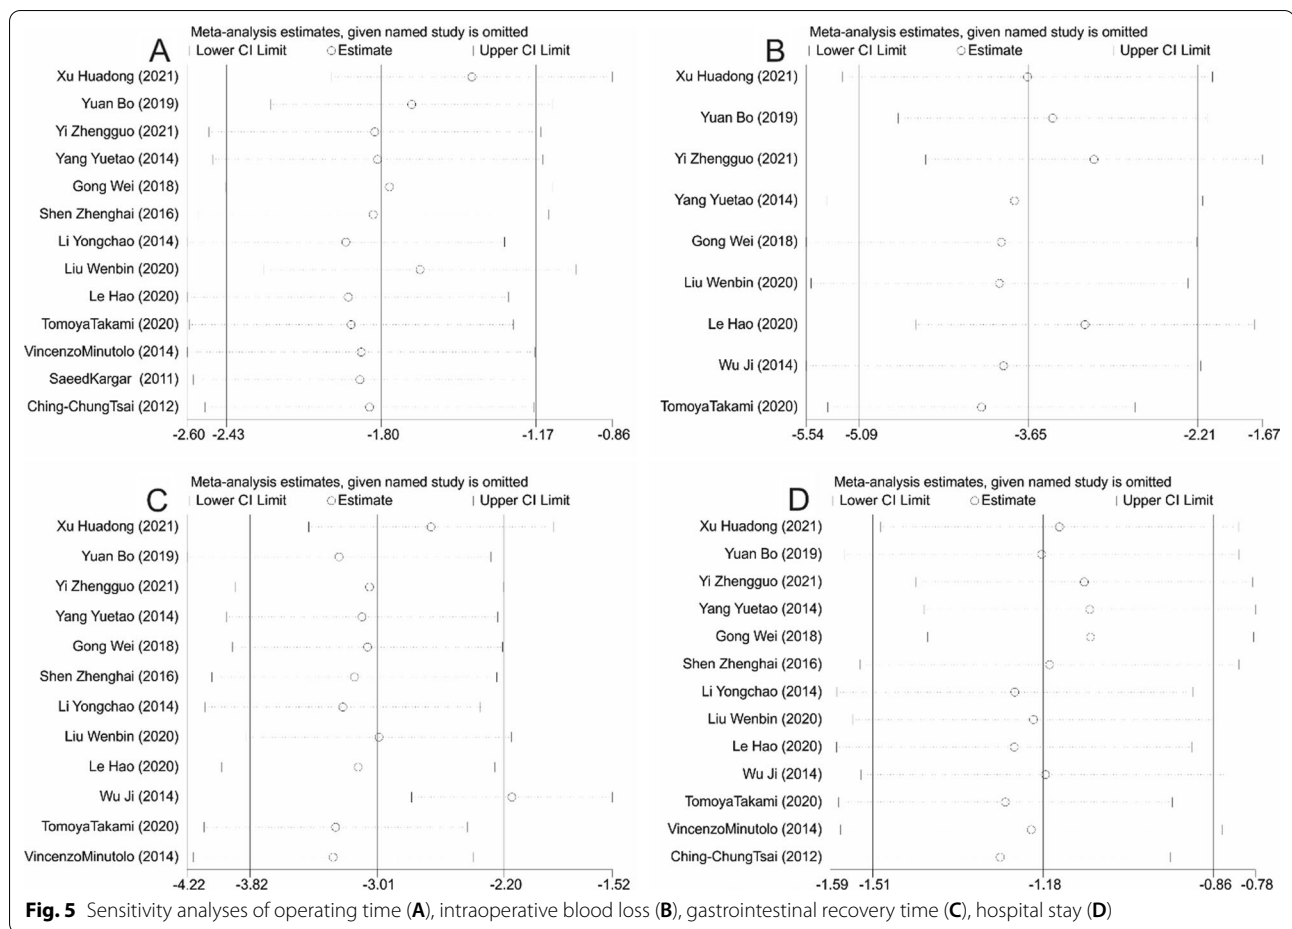 A
Meta-analysis estimates, given named study is omitted
Lower CI Limit Estimate Upper CI Limit
Xu Huadong (2021)
Yuan Bo (2019)
Yi Zhengguo (2021)
Yang Yuetao (2014)
Gong Wei (2018)
Shen Zhenghai (2016)
Li Yongchao (2014)
Liu Wenbin (2020)
Le Hao (2020)
TomoyaTakami (2020)
VincenzoMinutolo (2014)
SaeedKargar (2011)
Ching-ChungTsai (2012)
-2.60 -2.43 -1.80 -1.17 -0.86
B
Meta-analysis estimates, given named study is omitted
Lower CI Limit Estimate Upper CI Limit
Xu Huadong (2021)
Yuan Bo (2019)
Yi Zhengguo (2021)
Yang Yuetao (2014)
Gong Wei (2018)
Liu Wenbin (2020)
Le Hao (2020)
Wu Ji (2014)
TomoyaTakami (2020)
-5.54 -5.09 -3.65 -2.21 -1.67
C
Meta-analysis estimates, given named study is omitted
Lower CI Limit Estimate Upper CI Limit
Xu Huadong (2021)
Yuan Bo (2019)
Yi Zhengguo (2021)
Yang Yuetao (2014)
Gong Wei (2018)
Shen Zhenghai (2016)
Li Yongchao (2014)
Liu Wenbin (2020)
Le Hao (2020)
Wu Ji (2014)
TomoyaTakami (2020)
VincenzoMinutolo (2014)
-4.22 -3.82 -3.01 -2.20 -1.52
D
Meta-analysis estimates, given named study is omitted
Lower CI Limit Estimate Upper CI Limit
Xu Huadong (2021)
Yuan Bo (2019)
Yi Zhengguo (2021)
Yang Yuetao (2014)
Gong Wei (2018)
Shen Zhenghai (2016)
Li Yongchao (2014)
Liu Wenbin (2020)
Le Hao (2020)
Wu Ji (2014)
TomoyaTakami (2020)
VincenzoMinutolo (2014)
Ching-ChungTsai (2012)
-1.59 -1.51 -1.18 -0.86 -0.78
Fig. 5 Sensitivity analyses of operating time (A), intraoperative blood loss (B), gastrointestinal recovery time (C), hospital stay (D)